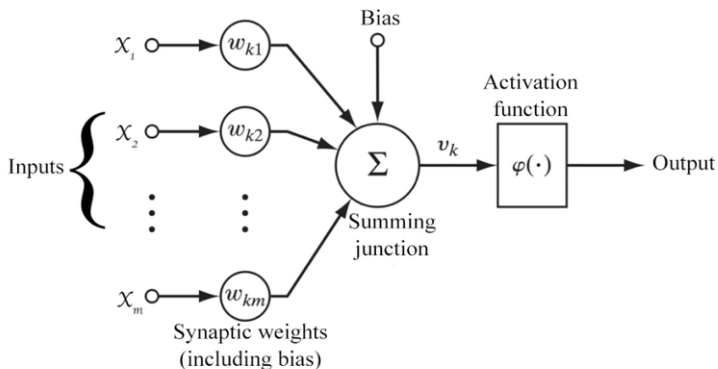 Bias
x₁
wₖ₁
Activation
function
Inputs
x₂
wₖ₂
Σ
vₖ
φ(·)
Output
Summing
junction
xₘ
wₖₘ
Synaptic weights
(including bias)